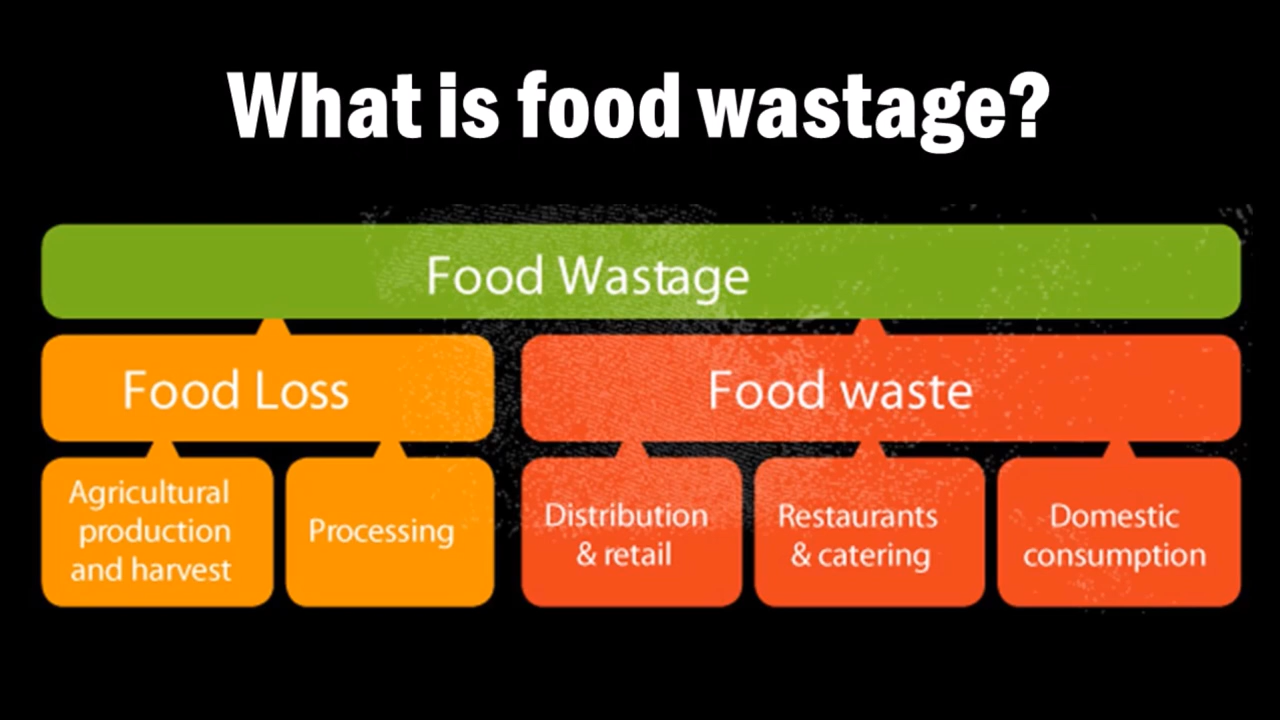 What is food wastage?
Food Wastage
Food Loss
Food waste
Agricultural
production
and harvest
Processing
Distribution
& retail
Restaurants
& catering
Domestic
consumption